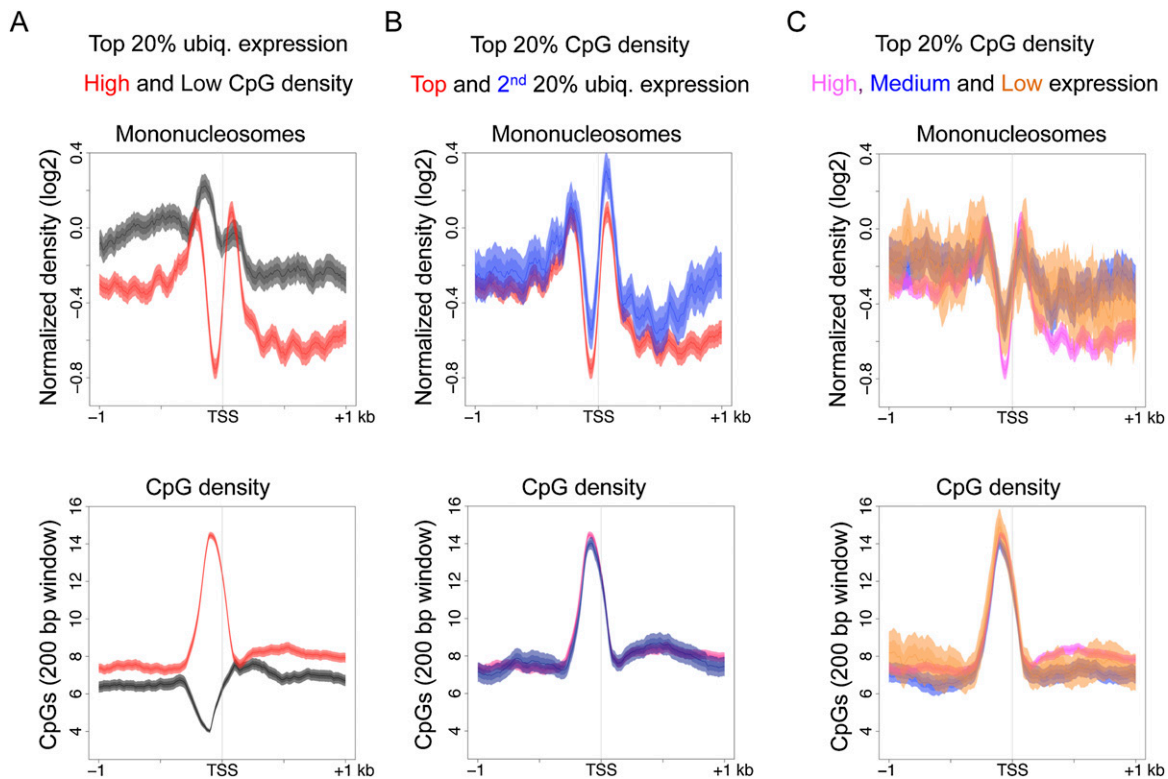 A
Top 20% ubiq. expression
High and Low CpG density
Mononucleosomes
Normalized density (log2)
0.4
0.0
−0.4
−0.8
−1
TSS
+1 kb
CpG density
CpGs (200 bp window)
16
14
12
10
8
6
4
−1
TSS
+1 kb
B
Top 20% CpG density
Top and 2nd 20% ubiq. expression
Mononucleosomes
Normalized density (log2)
0.4
0.0
−0.4
−0.8
−1
TSS
+1 kb
CpG density
CpGs (200 bp window)
16
14
12
10
8
6
4
−1
TSS
+1 kb
C
Top 20% CpG density
High, Medium and Low expression
Mononucleosomes
Normalized density (log2)
0.4
0.0
−0.4
−0.8
−1
TSS
+1 kb
CpG density
CpGs (200 bp window)
16
14
12
10
8
6
4
−1
TSS
+1 kb